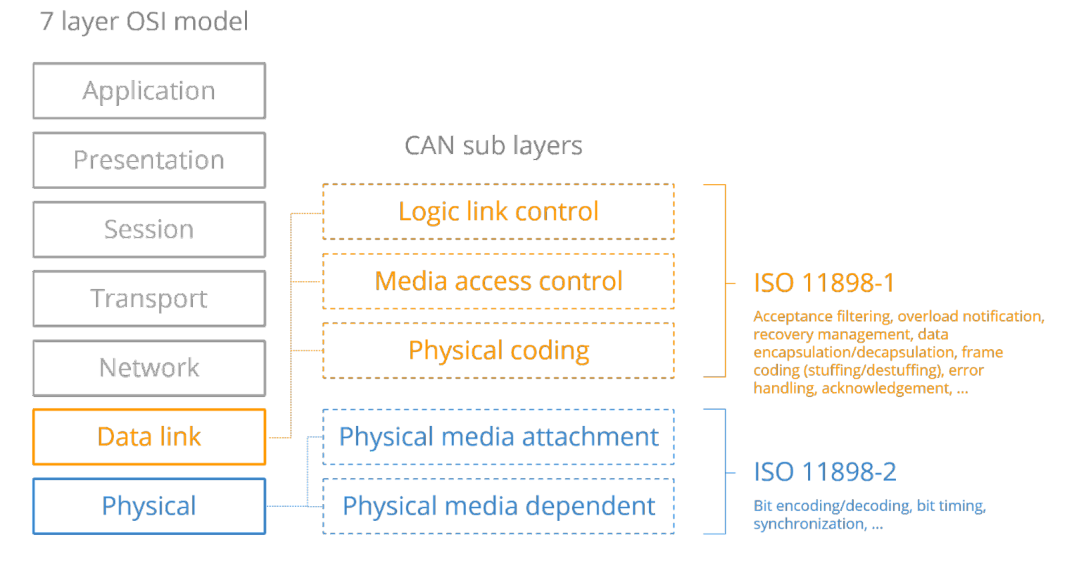 7 layer OSI model
Application
Presentation
Session
Transport
Network
Data link
Physical
CAN sub layers
Logic link control
Media access control
Physical coding
Physical media attachment
Physical media dependent
ISO 11898-1
Acceptance filtering, overload notification,
recovery management, data
encapsulation/decapsulation, frame
coding (stuffing/destuffing), error
handling, acknowledgement, ...
ISO 11898-2
Bit encoding/decoding, bit timing,
synchronization, ...